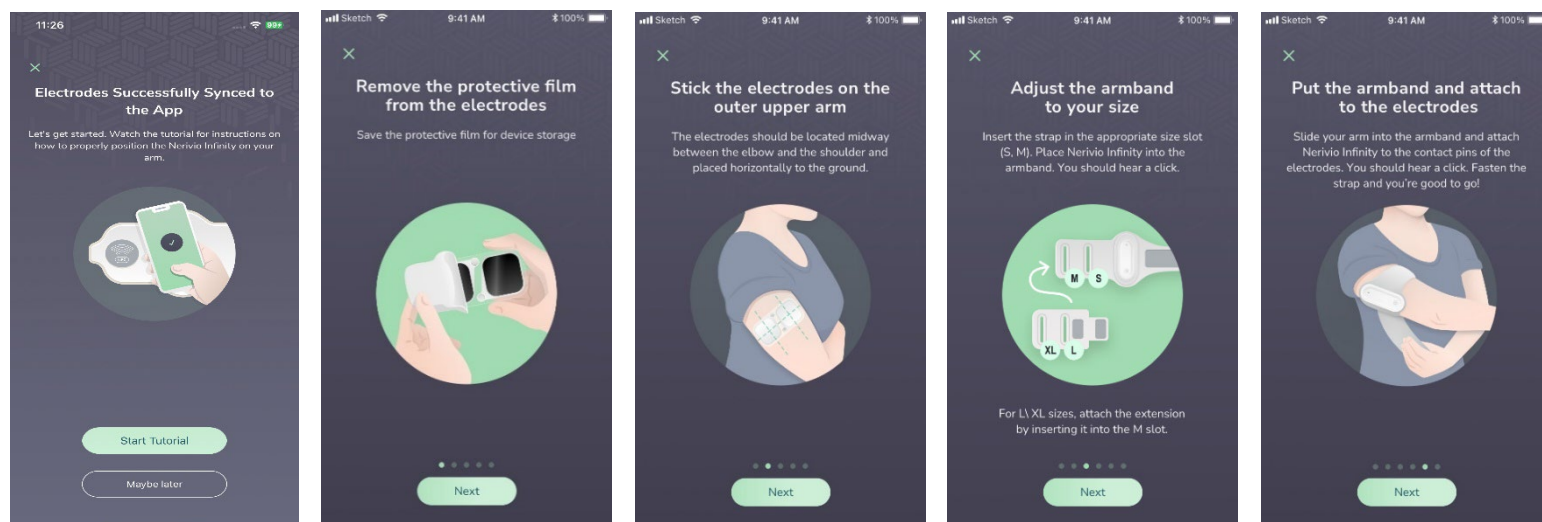 11:26
99+
Electrodes Successfully Synced to
the App
Let's get started. Watch the tutorial for instructions on
how to properly position the Nerivio Infinity on your
arm.
Start Tutorial
Maybe later
Sketch 9:41 AM 100%
Remove the protective film
from the electrodes
Save the protective film for device storage
Next
Sketch 9:41 AM 100%
Stick the electrodes on the
outer upper arm
The electrodes should be located midway
between the elbow and the shoulder and
placed horizontally to the ground.
Next
Sketch 9:41 AM 100%
Adjust the armband
to your size
Insert the strap in the appropriate size slot
(S, M). Place Nerivio Infinity into the
armband. You should hear a click.
M S
XL L
For L\ XL sizes, attach the extension
by inserting it into the M slot.
Next
Sketch 9:41 AM 100%
Put the armband and attach
to the electrodes
Slide your arm into the armband and attach
Nerivio Infinity to the contact pins of the
electrodes. You should hear a click. Fasten the
strap and you're good to go!
Next